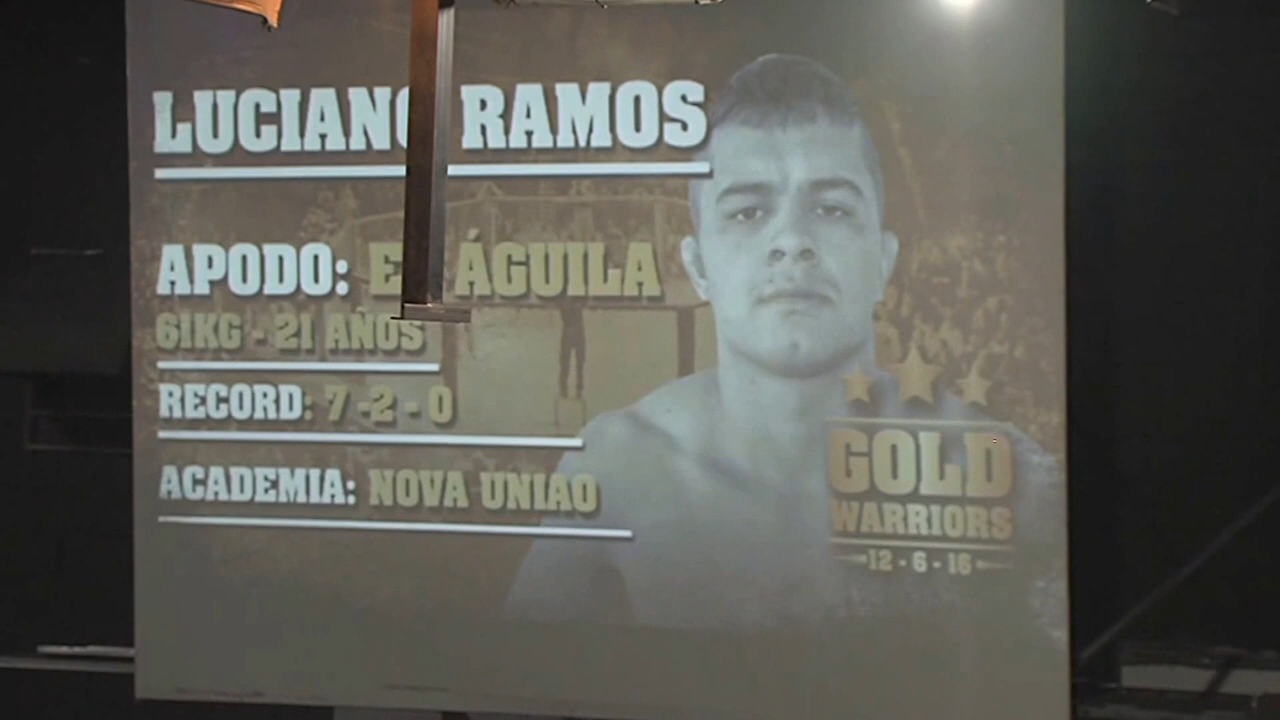 LUCIANO RAMOS
APODO: EL ÁGUILA
61KG - 21 AÑOS
RECORD: 7 -2 - 0
ACADEMIA: NOVA UNIAO
GOLD
WARRIORS
12 - 6 - 16